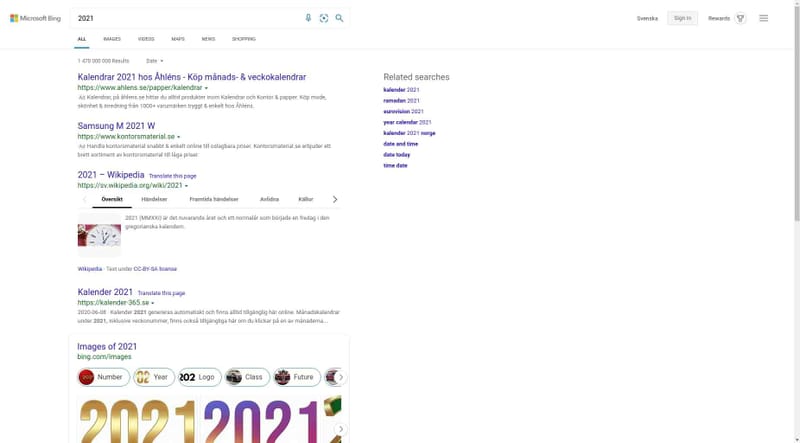 Microsoft Bing
2021
Svenska
Sign in
Rewards
ALL IMAGES VIDEOS MAPS NEWS SHOPPING
1 470 000 000 Results Date
Kalendrar 2021 hos Åhléns - Köp månads- & veckokalendrar
https://www.ahlens.se/papper/kalendrar
Ad Kalendrar, på åhlens.se hittar du alltid produkter inom Kalendrar och Kontor & papper. Köp mode,
skönhet & inredning från 1000+ varumärken tryggt & enkelt hos Åhléns.
Samsung M 2021 W
https://www.kontorsmaterial.se
Ad Handla kontorsmaterial snabbt & enkelt online till oslagbara priser. Kontorsmaterial.se erbjuder ett
brett sortiment av kontorsmaterial till låga priser.
2021 – Wikipedia Translate this page
https://sv.wikipedia.org/wiki/2021
Översikt Händelser Framtida händelser Avlidna Källor
2021 (MMXXI) är det nuvarande året och ett normalår som började en fredag i den
gregorianska kalendern.
Wikipedia · Text under CC-BY-SA license
Kalender 2021 Translate this page
https://kalender-365.se
2020-06-08 · Kalender 2021 genereras automatiskt och finns alltid tillgänglig här online. Månadskalendrar
under 2021, inklusive veckonummer, finns också tillgängliga här om du klickar på en av månaderna...
Images of 2021
bing.com/images
Number Year Logo Class Future
2021 2021
Related searches
kalender 2021
ramadan 2021
eurovision 2021
year calendar 2021
kalender 2021 norge
date and time
date today
time date